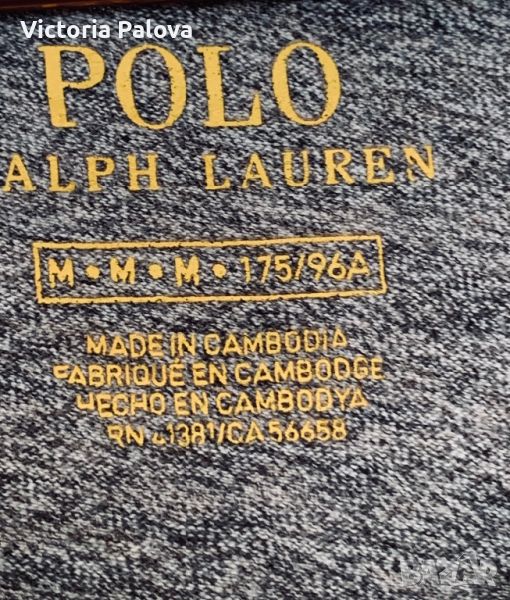 Victoria Palova
POLO
ALPH LAUREN
M • M • M • 175/96A
MADE IN CAMBODIA
FABRIQUÉ EN CAMBODGE
HECHO EN CAMBODYA
RN 41381/CA 56658